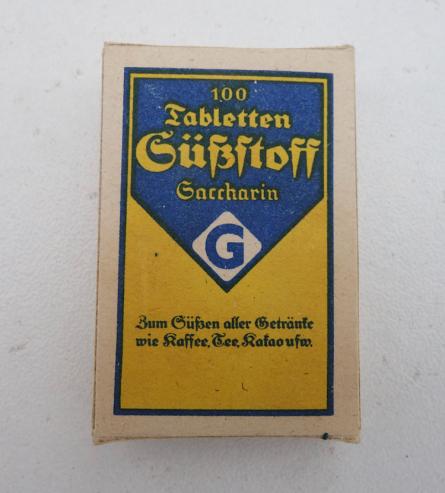 100
Tabletten
Süßstoff
Saccharin
G
Zum Süßen aller Getränke
wie Kaffee, Tee, Kakao usw.